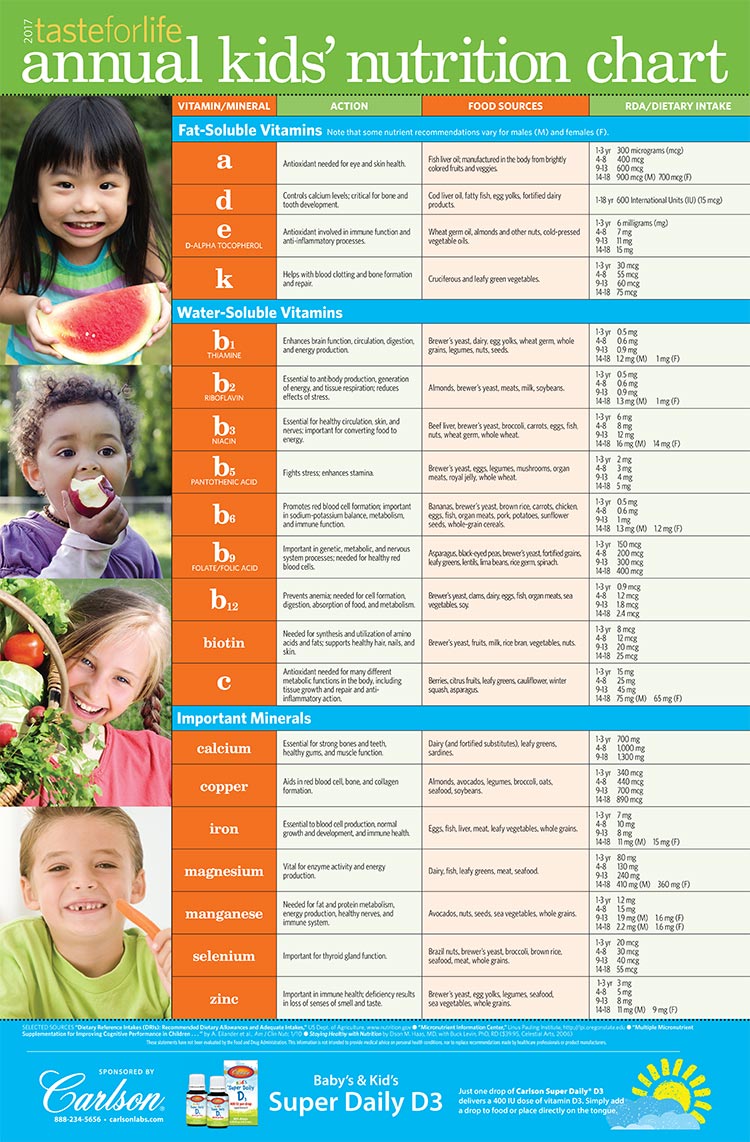 2017
tasteforlife
annual kids' nutrition chart
VITAMIN/MINERAL ACTION FOOD SOURCES RDA/DIETARY INTAKE
Fat-Soluble Vitamins Note that some nutrient recommendations vary for males (M) and females (F).
a
Antioxidant needed for eye and skin health.
Fish liver oil; manufactured in the body from brightly
colored fruits and veggies.
1-3 yr 300 micrograms (mcg)
4-8 400 mcg
9-13 600 mcg
14-18 900 mcg (M) 700 mcg (F)
d
Controls calcium levels; critical for bone and
tooth development.
Cod liver oil, fatty fish, egg yolks, fortified dairy
products.
1-18 yr 600 International Units (IU) (15 mcg)
e
D-ALPHA TOCOPHEROL
Antioxidant involved in immune function and
anti-inflammatory processes.
Wheat germ oil, almonds and other nuts, cold-pressed
vegetable oils.
1-3 yr 6 milligrams (mg)
4-8 7 mg
9-13 11 mg
14-18 15 mg
k
Helps with blood clotting and bone formation
and repair.
Cruciferous and leafy green vegetables.
1-3 yr 30 mcg
4-8 55 mcg
9-13 60 mcg
14-18 75 mcg
Water-Soluble Vitamins
b1
THIAMINE
Enhances brain function, circulation, digestion,
and energy production.
Brewer's yeast, dairy, egg yolks, wheat germ, whole
grains, legumes, nuts, seeds.
1-3 yr 0.5 mg
4-8 0.6 mg
9-13 0.9 mg
14-18 1.2 mg (M) 1 mg (F)
b2
RIBOFLAVIN
Essential to antibody production, generation
of energy, and tissue respiration; reduces
effects of stress.
Almonds, brewer's yeast, meats, milk, soybeans.
1-3 yr 0.5 mg
4-8 0.6 mg
9-13 0.9 mg
14-18 1.3 mg (M) 1 mg (F)
b3
NIACIN
Essential for healthy circulation, skin, and
nerves; important for converting food to
energy.
Beef liver, brewer's yeast, broccoli, carrots, eggs, fish,
nuts, wheat germ, whole wheat.
1-3 yr 6 mg
4-8 8 mg
9-13 12 mg
14-18 16 mg (M) 14 mg (F)
b5
PANTOTHENIC ACID
Fights stress; enhances stamina.
Brewer's yeast, eggs, legumes, mushrooms, organ
meats, royal jelly, whole wheat.
1-3 yr 2 mg
4-8 3 mg
9-13 4 mg
14-18 5 mg
b6
Promotes red blood cell formation; important
in sodium-potassium balance, metabolism,
and immune function.
Bananas, brewer's yeast, brown rice, carrots, chicken,
eggs, fish, organ meats, pork, potatoes, sunflower
seeds, whole-grain cereals.
1-3 yr 0.5 mg
4-8 0.6 mg
9-13 1 mg
14-18 1.3 mg (M) 1.2 mg (F)
b9
FOLATE/FOLIC ACID
Important in genetic, metabolic, and nervous
system processes; needed for healthy red
blood cells.
Asparagus, black-eyed peas, brewer's yeast, fortified grains,
leafy greens, lentils, lima beans, rice germ, spinach.
1-3 yr 150 mcg
4-8 200 mcg
9-13 300 mcg
14-18 400 mcg
b12
Prevents anemia; needed for cell formation,
digestion, absorption of food, and metabolism.
Brewer's yeast, clams, dairy, eggs, fish, organ meats, sea
vegetables, soy.
1-3 yr 0.9 mcg
4-8 1.2 mcg
9-13 1.8 mcg
14-18 2.4 mcg
biotin
Needed for synthesis and utilization of amino
acids and fats; supports healthy hair, nails, and
skin.
Brewer's yeast, fruits, milk, rice bran, vegetables, nuts.
1-3 yr 8 mcg
4-8 12 mcg
9-13 20 mcg
14-18 25 mcg
c
Antioxidant needed for many different
metabolic functions in the body, including
tissue growth and repair and anti-
inflammatory action.
Berries, citrus fruits, leafy greens, cauliflower, winter
squash, asparagus.
1-3 yr 15 mg
4-8 25 mg
9-13 45 mg
14-18 75 mg (M) 65 mg (F)
Important Minerals
calcium
Essential for strong bones and teeth,
healthy gums, and muscle function.
Dairy (and fortified substitutes), leafy greens,
sardines.
1-3 yr 700 mg
4-8 1,000 mg
9-18 1,300 mg
copper
Aids in red blood cell, bone, and collagen
formation.
Almonds, avocados, legumes, broccoli, oats,
seafood, soybeans.
1-3 yr 340 mcg
4-8 440 mcg
9-13 700 mcg
14-18 890 mcg
iron
Essential to blood cell production, normal
growth and development, and immune health.
Eggs, fish, liver, meat, leafy vegetables, whole grains.
1-3 yr 7 mg
4-8 10 mg
9-13 8 mg
14-18 11 mg (M) 15 mg (F)
magnesium
Vital for enzyme activity and energy
production.
Dairy, fish, leafy greens, meat, seafood.
1-3 yr 80 mg
4-8 130 mg
9-13 240 mg
14-18 410 mg (M) 360 mg (F)
manganese
Needed for fat and protein metabolism,
energy production, healthy nerves, and
immune system.
Avocados, nuts, seeds, sea vegetables, whole grains.
1-3 yr 1.2 mg
4-8 1.5 mg
9-13 1.9 mg (M) 1.6 mg (F)
14-18 2.2 mg (M) 1.6 mg (F)
selenium
Important for thyroid gland function.
Brazil nuts, brewer's yeast, broccoli, brown rice,
seafood, meat, whole grains.
1-3 yr 20 mcg
4-8 30 mcg
9-13 40 mcg
14-18 55 mcg
zinc
Important in immune health; deficiency results
in loss of senses of smell and taste.
Brewer's yeast, egg yolks, legumes, seafood,
sea vegetables, whole grains.
1-3 yr 3 mg
4-8 5 mg
9-13 8 mg
14-18 11 mg (M) 9 mg (F)
SELECTED SOURCES "Dietary Reference Intakes (DRIs): Recommended Dietary Allowances and Adequate Intakes," US Dept. of Agriculture, www.nutrition.gov ● "Micronutrient Information Center," Linus Pauling Institute, http://lpi.oregonstate.edu ● "Multiple Micronutrient
Supplementation for Improving Cognitive Performance in Children . . ." by A. Eilander et al., Am J Clin Nutr, 1/10 ● Staying Healthy with Nutrition by Elson M. Haas, MD, with Buck Levin, PhD, RD ($39.95, Celestial Arts, 2006)
These statements have not been evaluated by the Food and Drug Administration. This information is not intended to provide medical advice on personal health conditions, nor to replace recommendations made by healthcare professionals or product manufacturers.
SPONSORED BY
Carlson®
888-234-5656 • carlsonlabs.com
Baby's & Kid's
Super Daily D3
Just one drop of Carlson Super Daily® D3
delivers a 400 IU dose of vitamin D3. Simply add
a drop to food or place directly on the tongue.